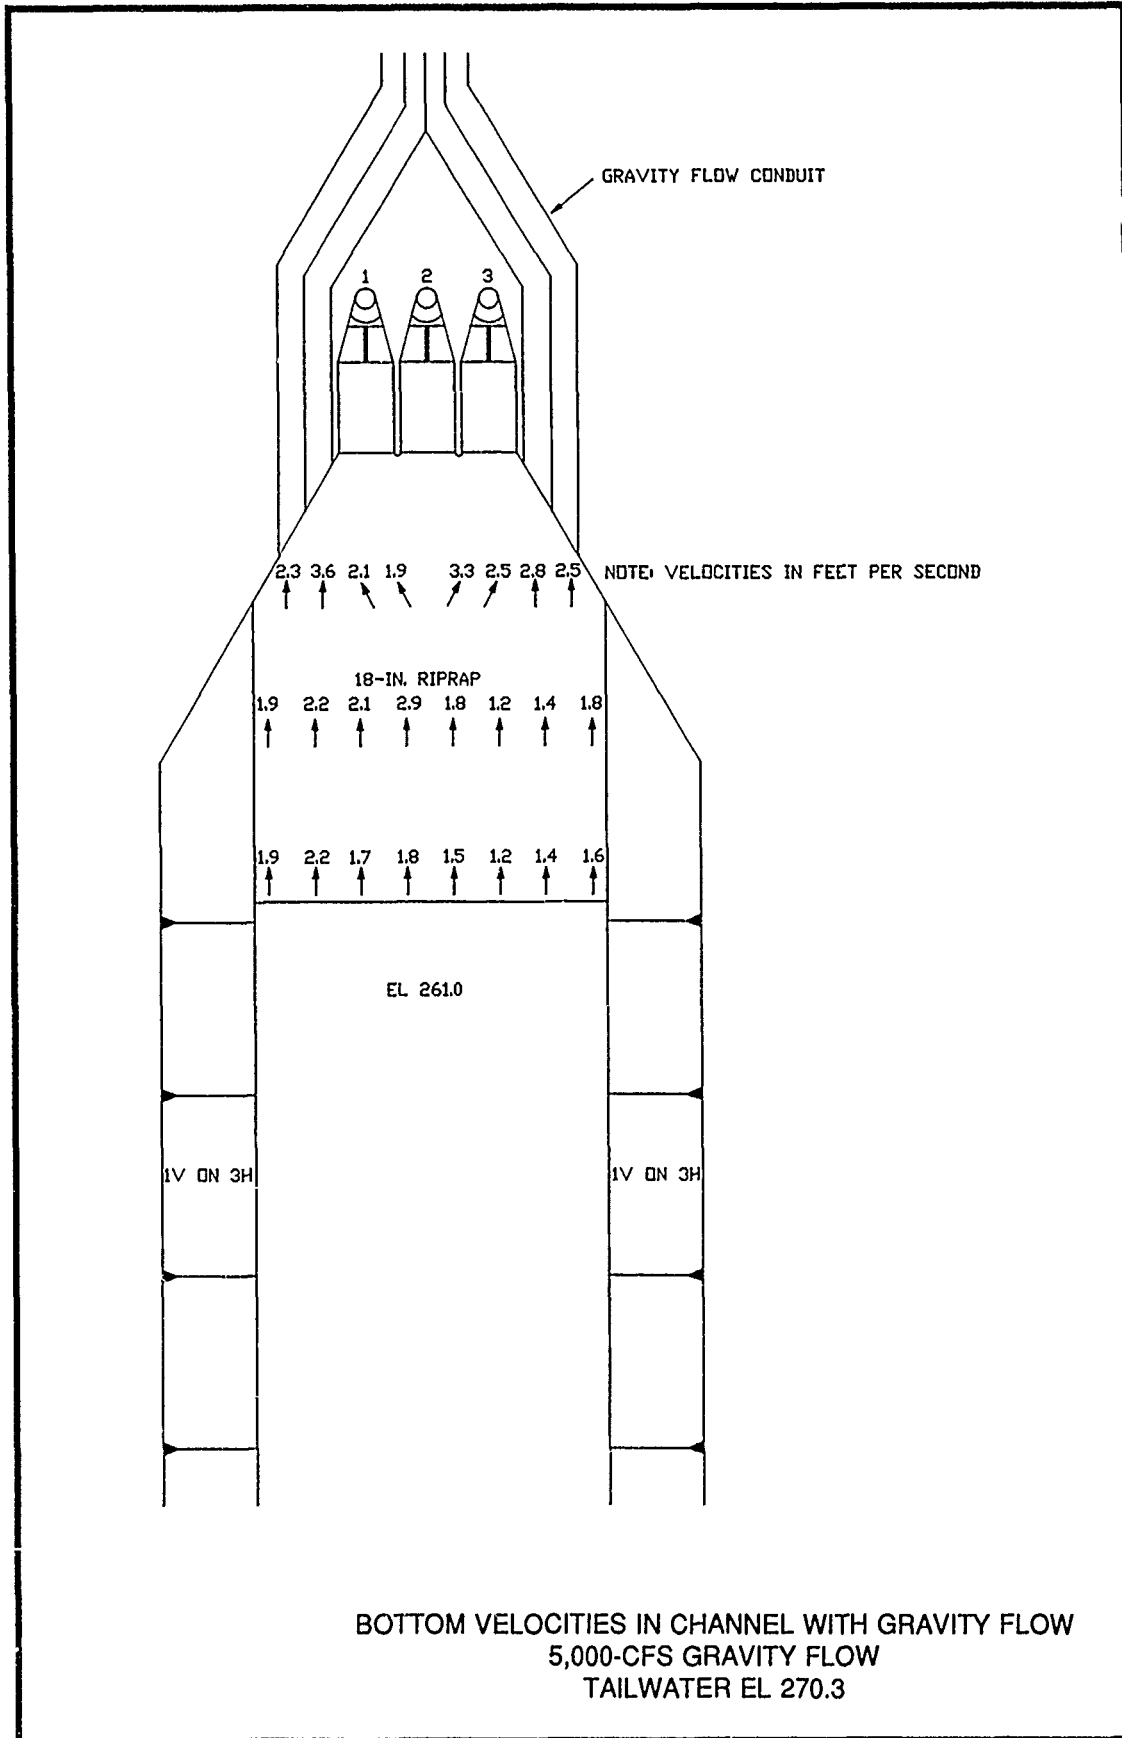 GRAVITY FLOW CONDUIT
1 2 3
2.3 3.6 2.1 1.9 3.3 2.5 2.8 2.5 NOTE: VELOCITIES IN FEET PER SECOND
18-IN. RIPRAP
1.9 2.2 2.1 2.9 1.8 1.2 1.4 1.8
1.9 2.2 1.7 1.8 1.5 1.2 1.4 1.6
EL 261.0
1V ON 3H 1V ON 3H
BOTTOM VELOCITIES IN CHANNEL WITH GRAVITY FLOW
5,000-CFS GRAVITY FLOW
TAILWATER EL 270.3